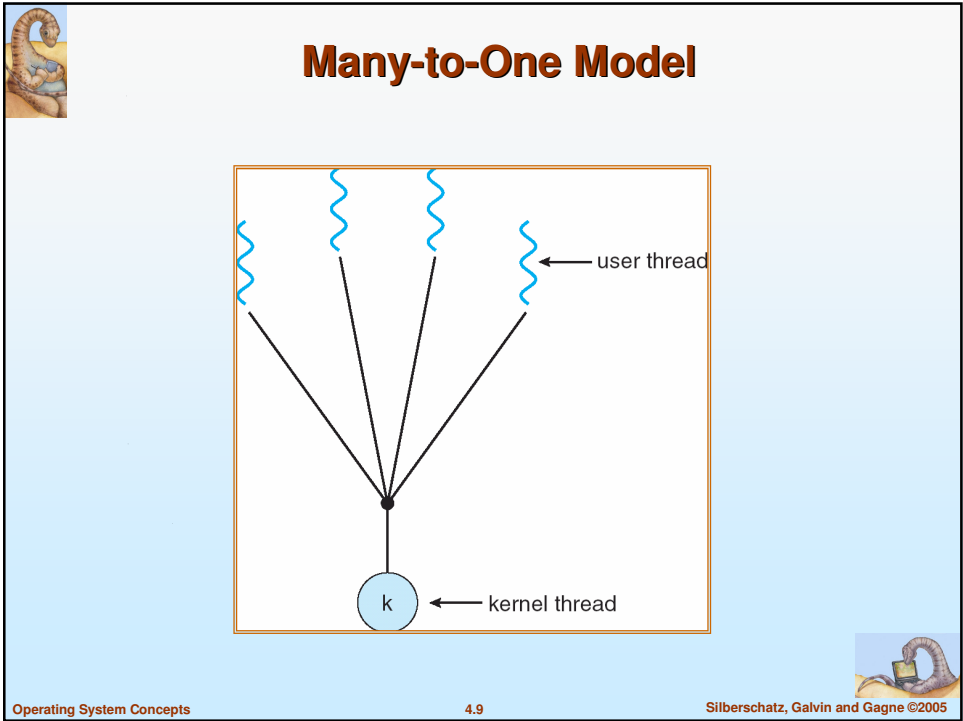 Many-to-One Model
user thread
k
kernel thread
Operating System Concepts
4.9
Silberschatz, Galvin and Gagne ©2005